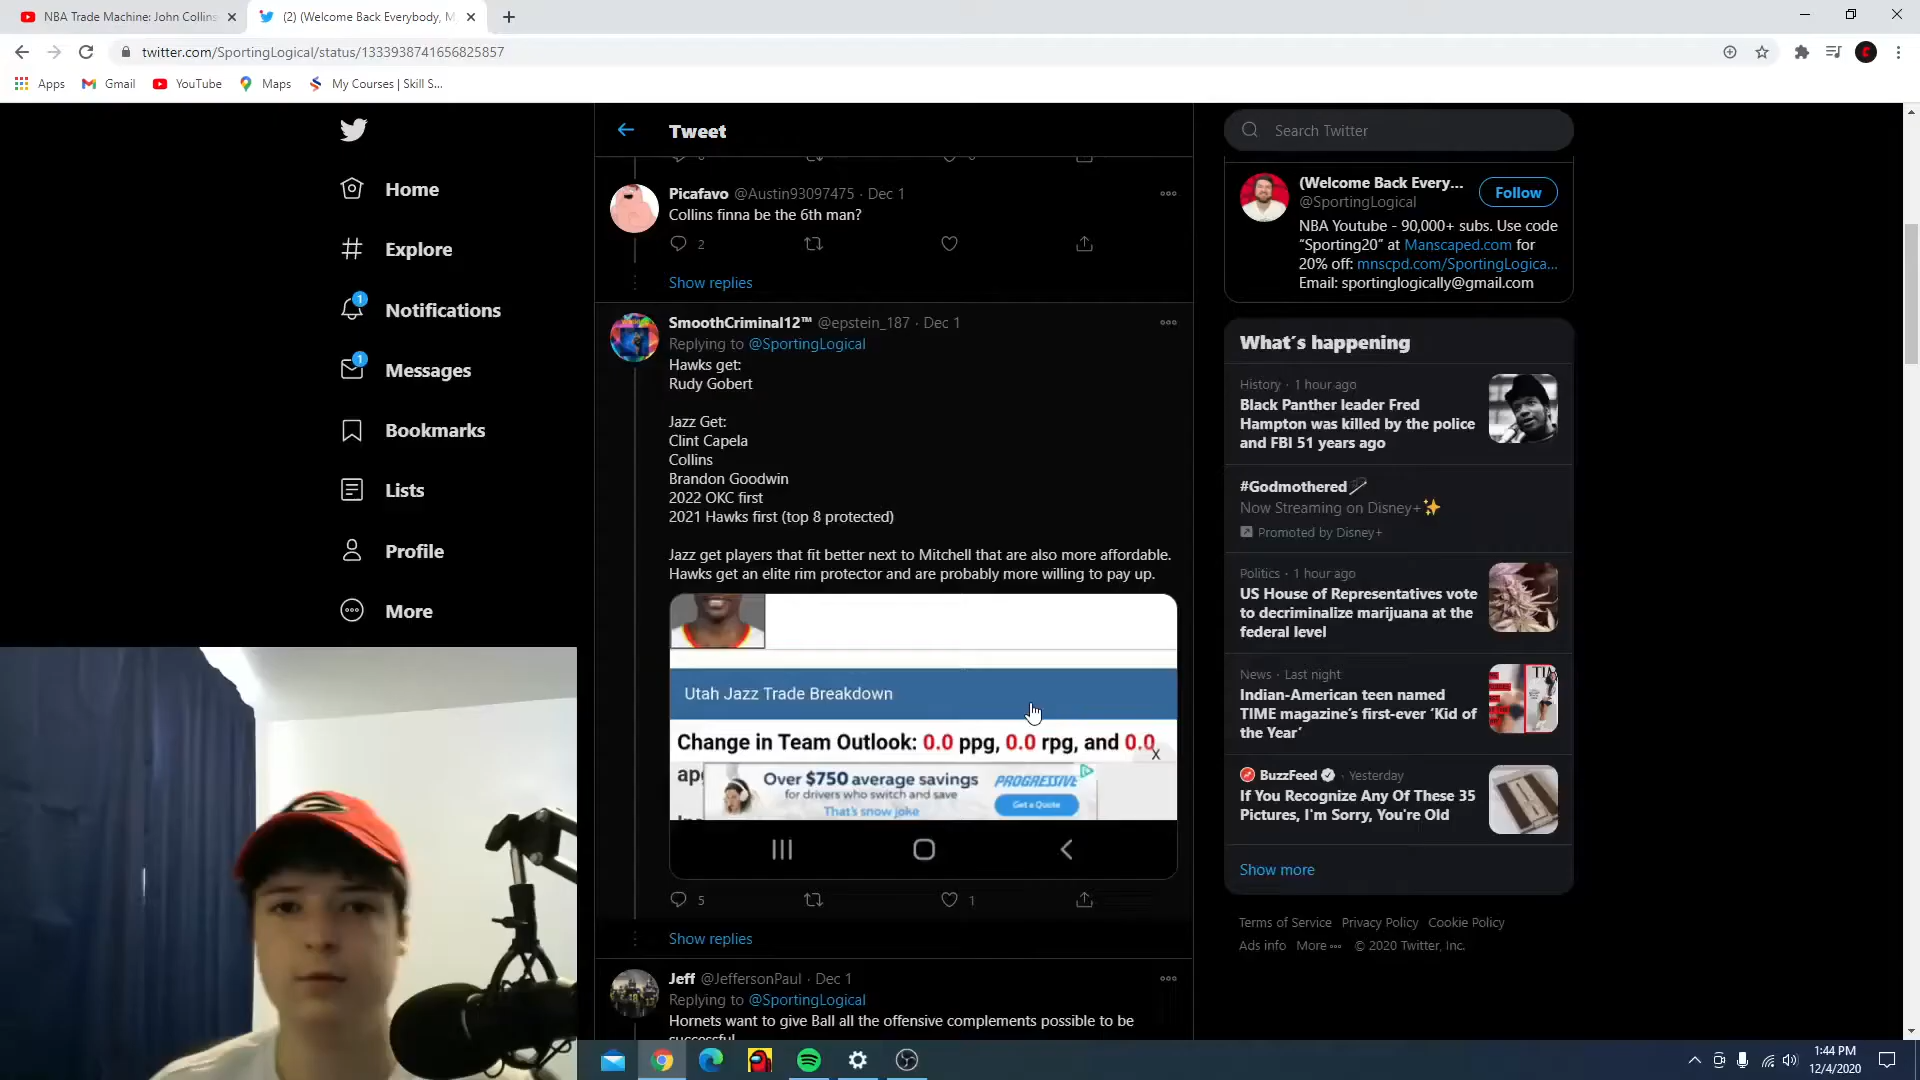 NBA Trade Machine: John Collins
(2) (Welcome Back Everybody, M
twitter.com/SportingLogical/status/1333938741656825857
Apps
Gmail
YouTube
Maps
My Courses | Skill S...
Home
Explore
1
Notifications
1
Messages
Bookmarks
Lists
Profile
More
Tweet
Picafavo @Austin93097475 · Dec 1
Collins finna be the 6th man?
2
Show replies
SmoothCriminal12™ @epstein_187 · Dec 1
Replying to @SportingLogical
Hawks get:
Rudy Gobert
Jazz Get:
Clint Capela
Collins
Brandon Goodwin
2022 OKC first
2021 Hawks first (top 8 protected)
Jazz get players that fit better next to Mitchell that are also more affordable.
Hawks get an elite rim protector and are probably more willing to pay up.
Utah Jazz Trade Breakdown
Change in Team Outlook: 0.0 ppg, 0.0 rpg, and 0.0
X
Over $750 average savings
for drivers who switch and save
That's snow joke
PROGRESSIVE
Get a Quote
5
1
Show replies
Jeff @JeffersonPaul · Dec 1
Replying to @SportingLogical
Hornets want to give Ball all the offensive complements possible to be
successful
Search Twitter
(Welcome Back Every...
@SportingLogical
Follow
NBA Youtube - 90,000+ subs. Use code
“Sporting20” at Manscaped.com for
20% off: mnscpd.com/SportingLogica...
Email: sportinglogically@gmail.com
What's happening
History · 1 hour ago
Black Panther leader Fred
Hampton was killed by the police
and FBI 51 years ago
#Godmothered
Now Streaming on Disney+✨
Promoted by Disney+
Politics · 1 hour ago
US House of Representatives vote
to decriminalize marijuana at the
federal level
News · Last night
Indian-American teen named
TIME magazine's first-ever ‘Kid of
the Year’
BuzzFeed · Yesterday
If You Recognize Any Of These 35
Pictures, I'm Sorry, You're Old
Show more
Terms of Service Privacy Policy Cookie Policy
Ads info More ••• © 2020 Twitter, Inc.
1:44 PM
12/4/2020